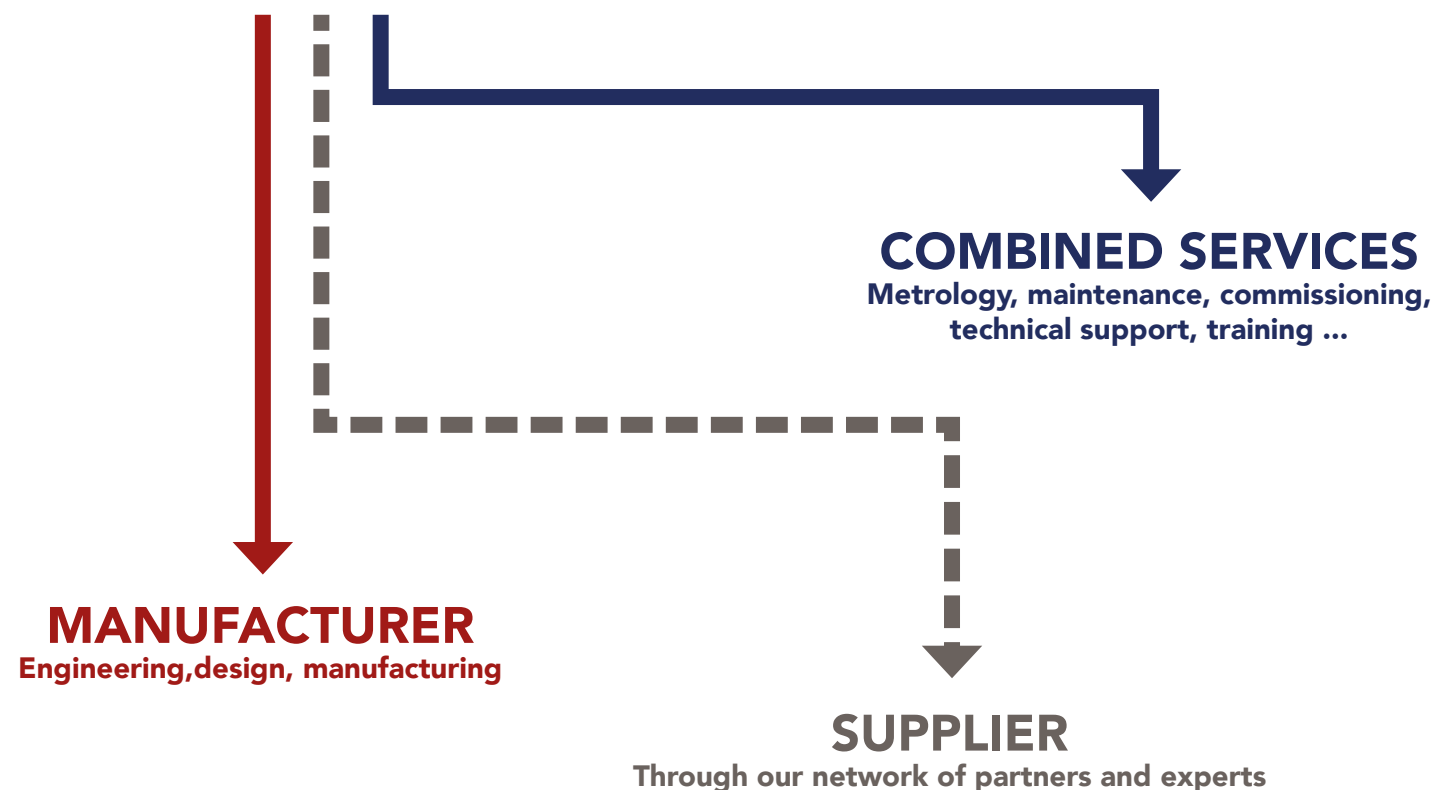 COMBINED SERVICES
Metrology, maintenance, commissioning,
technical support, training ...
MANUFACTURER
Engineering,design, manufacturing
SUPPLIER
Through our network of partners and experts